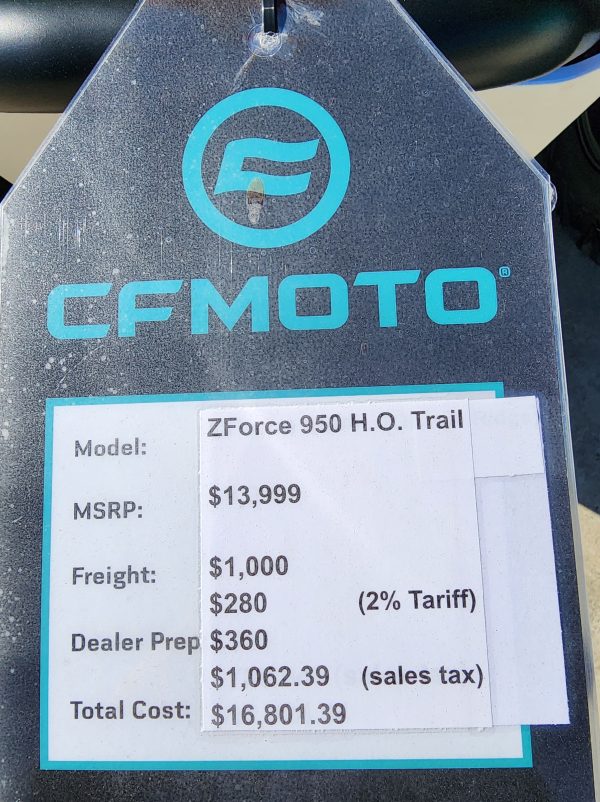 CFMOTO®
Model: ZForce 950 H.O. Trail
MSRP: $13,999
Freight: $1,000
$280 (2% Tariff)
Dealer Prep $360
$1,062.39 (sales tax)
Total Cost: $16,801.39